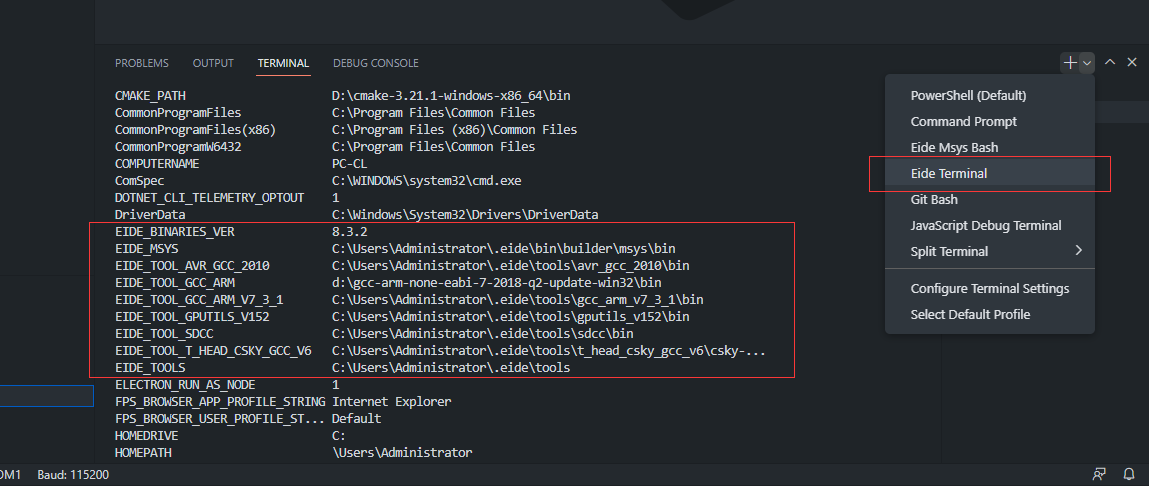 PROBLEMS OUTPUT TERMINAL DEBUG CONSOLE
CMAKE_PATH D:\cmake-3.21.1-windows-x86_64\bin
CommonProgramFiles C:\Program Files\Common Files
CommonProgramFiles(x86) C:\Program Files (x86)\Common Files
CommonProgramW6432 C:\Program Files\Common Files
COMPUTERNAME PC-CL
ComSpec C:\WINDOWS\system32\cmd.exe
DOTNET_CLI_TELEMETRY_OPTOUT 1
DriverData C:\Windows\System32\Drivers\DriverData
EIDE_BINARIES_VER 8.3.2
EIDE_MSYS C:\Users\Administrator\.eide\bin\builder\msys\bin
EIDE_TOOL_AVR_GCC_2010 C:\Users\Administrator\.eide\tools\avr_gcc_2010\bin
EIDE_TOOL_GCC_ARM d:\gcc-arm-none-eabi-7-2018-q2-update-win32\bin
EIDE_TOOL_GCC_ARM_V7_3_1 C:\Users\Administrator\.eide\tools\gcc_arm_v7_3_1\bin
EIDE_TOOL_GPUTILS_V152 C:\Users\Administrator\.eide\tools\gputils_v152\bin
EIDE_TOOL_SDCC C:\Users\Administrator\.eide\tools\sdcc\bin
EIDE_TOOL_T_HEAD_CSKY_GCC_V6 C:\Users\Administrator\.eide\tools\t_head_csky_gcc_v6\csky-...
EIDE_TOOLS C:\Users\Administrator\.eide\tools
ELECTRON_RUN_AS_NODE 1
FPS_BROWSER_APP_PROFILE_STRING Internet Explorer
FPS_BROWSER_USER_PROFILE_ST... Default
HOMEDRIVE C:
HOMEPATH \Users\Administrator
PowerShell (Default)
Command Prompt
Eide Msys Bash
Eide Terminal
Git Bash
JavaScript Debug Terminal
Split Terminal
Configure Terminal Settings
Select Default Profile
OM1 Baud: 115200